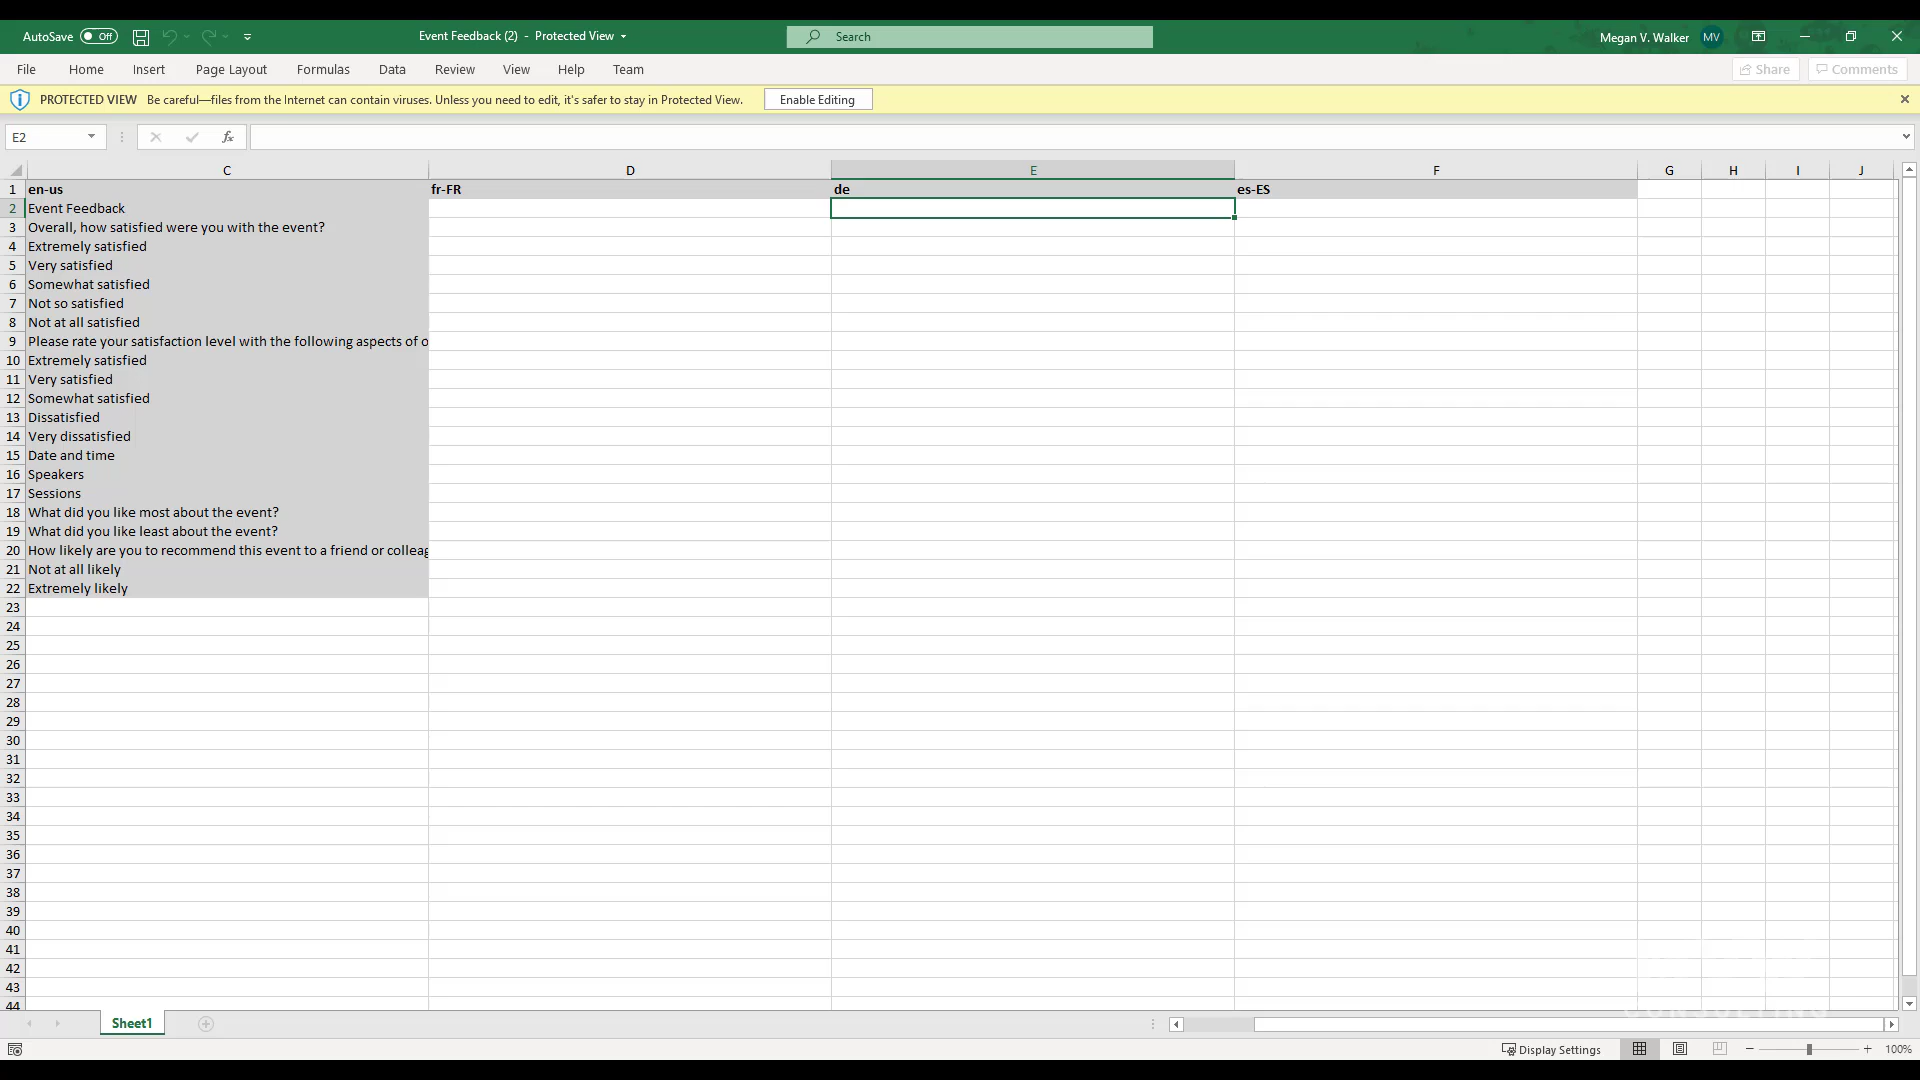 AutoSave Off Event Feedback (2) - Protected View Search Megan V. Walker MV
File Home Insert Page Layout Formulas Data Review View Help Team Share Comments
PROTECTED VIEW Be careful—files from the Internet can contain viruses. Unless you need to edit, it's safer to stay in Protected View. Enable Editing
E2 fx
C D E F G H I J
1 en-us fr-FR de es-ES
2 Event Feedback
3 Overall, how satisfied were you with the event?
4 Extremely satisfied
5 Very satisfied
6 Somewhat satisfied
7 Not so satisfied
8 Not at all satisfied
9 Please rate your satisfaction level with the following aspects of o
10 Extremely satisfied
11 Very satisfied
12 Somewhat satisfied
13 Dissatisfied
14 Very dissatisfied
15 Date and time
16 Speakers
17 Sessions
18 What did you like most about the event?
19 What did you like least about the event?
20 How likely are you to recommend this event to a friend or colleag
21 Not at all likely
22 Extremely likely
23
24
25
26
27
28
29
30
31
32
33
34
35
36
37
38
39
40
41
42
43
44
Sheet1
CONSULTING
Display Settings 100%